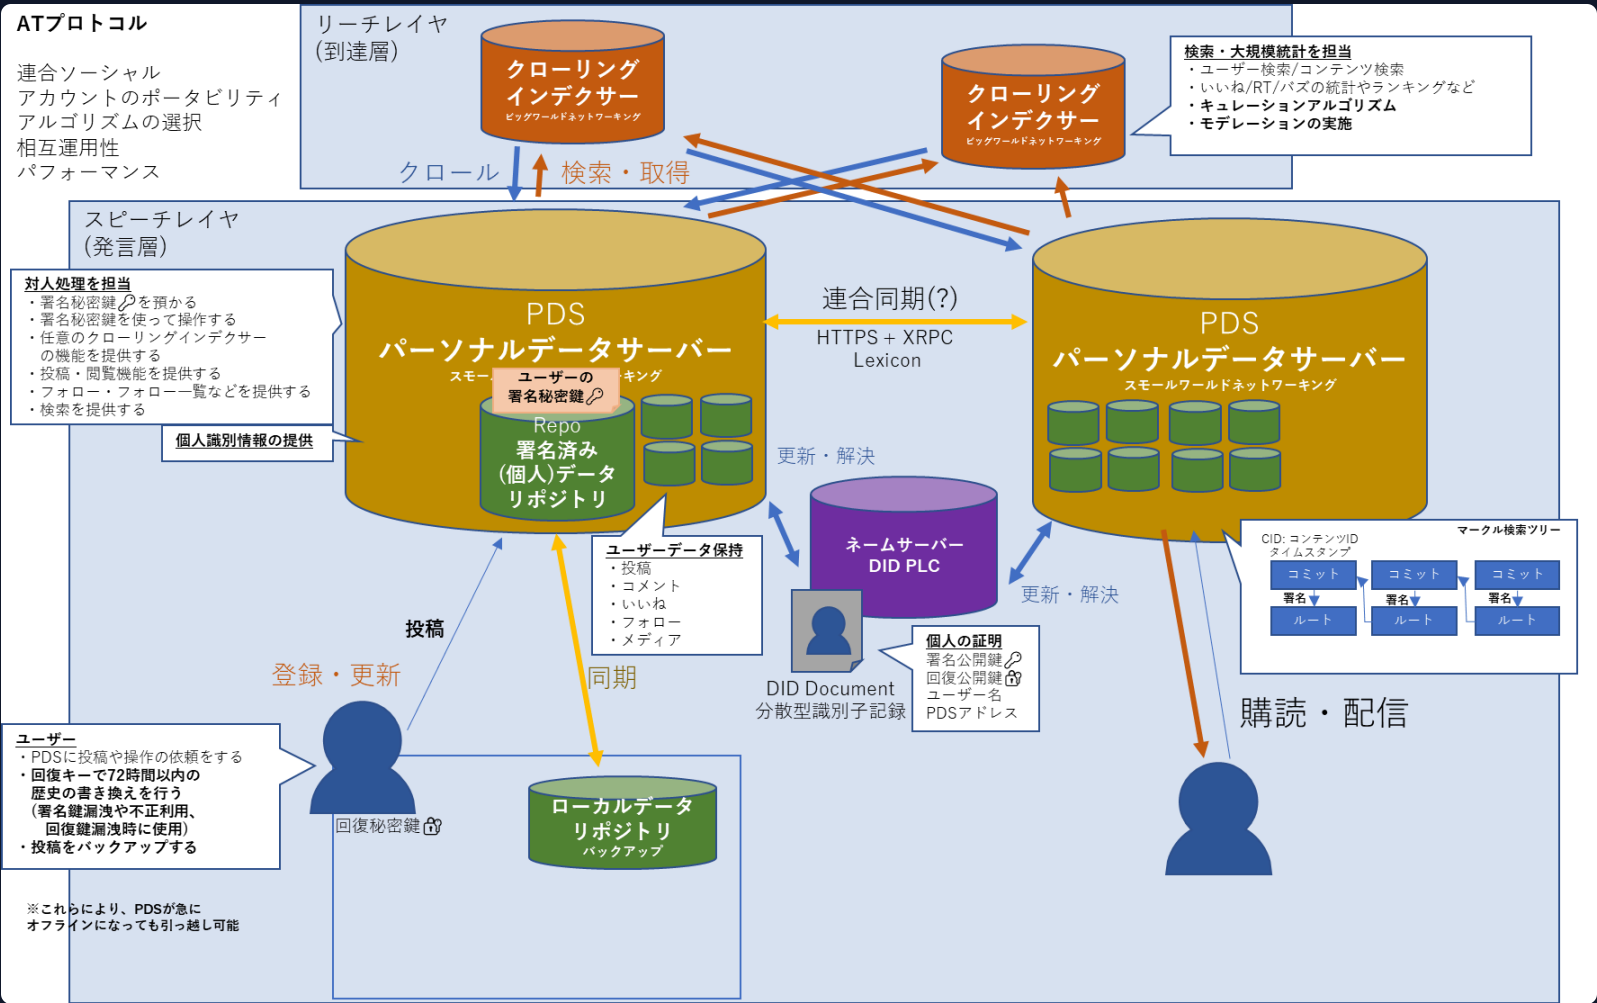 ATプロトコル
連合ソーシャル
アカウントのポータビリティ
アルゴリズムの選択
相互運用性
パフォーマンス
リーチレイヤ
(到達層)
クローリング
インデクサー
ビッグワールドネットワーキング
クローリング
インデクサー
ビッグワールドネットワーキング
検索・大規模統計を担当
・ユーザー検索/コンテンツ検索
・いいね/RT/バズの統計やランキングなど
・キュレーションアルゴリズム
・モデレーションの実施
クロール
検索・取得
スピーチレイヤ
(発言層)
対人処理を担当
・署名秘密鍵を預かる
・署名秘密鍵を使って操作する
・任意のクローリングインデクサー
の機能を提供する
・投稿・閲覧機能を提供する
・フォロー・フォロー一覧などを提供する
・検索を提供する
個人識別情報の提供
PDS
パーソナルデータサーバー
スモー
キング
ユーザーの
署名秘密鍵
Repo
署名済み
(個人)データ
リポジトリ
連合同期(?)
HTTPS + XRPC
Lexicon
PDS
パーソナルデータサーバー
スモールワールドネットワーキング
更新・解決
ネームサーバー
DID PLC
更新・解決
ユーザーデータ保持
・投稿
・コメント
・いいね
・フォロー
・メディア
DID Document
分散型識別子記録
個人の証明
署名公開鍵
回復公開鍵
ユーザー名
PDSアドレス
マークル検索ツリー
CID: コンテンツID
タイムスタンプ
コミット
コミット
コミット
署名
署名
署名
ルート
ルート
ルート
投稿
登録・更新
同期
購読・配信
ユーザー
・PDSに投稿や操作の依頼をする
・回復キーで72時間以内の
歴史の書き換えを行う
(署名鍵漏洩や不正利用、
回復鍵漏洩時に使用)
・投稿をバックアップする
回復秘密鍵
ローカルデータ
リポジトリ
バックアップ
※これらにより、PDSが急に
オフラインになっても引っ越し可能